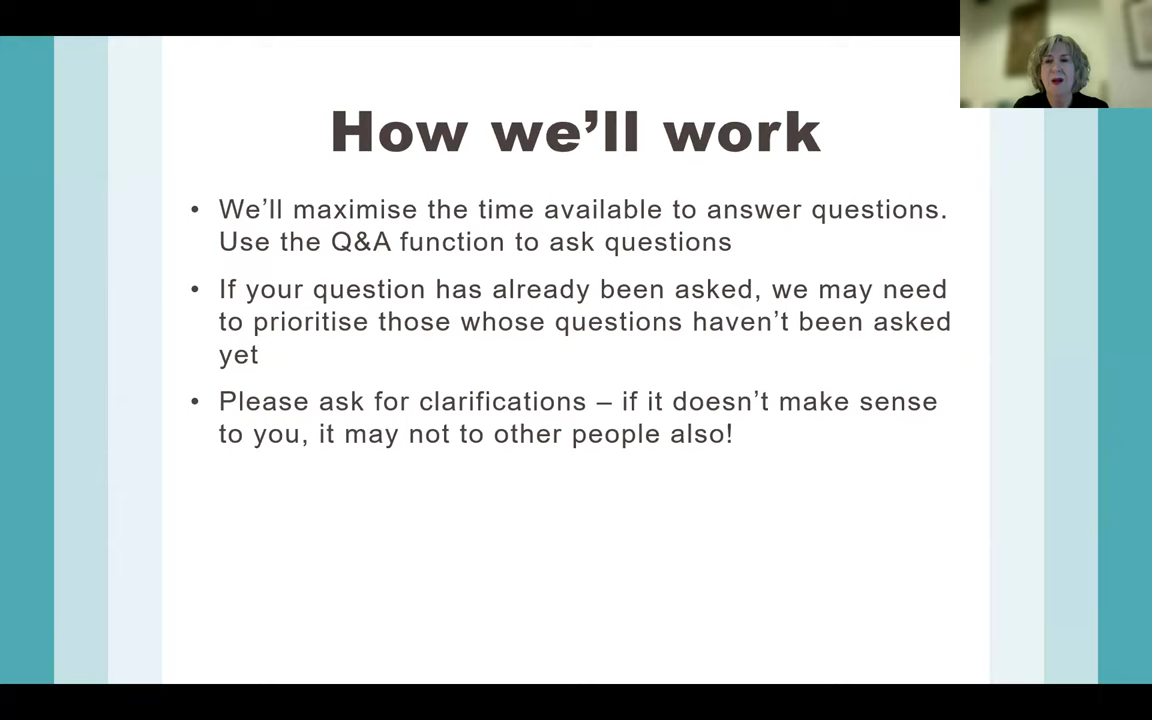 How we’ll work
• We’ll maximise the time available to answer questions.
Use the Q&A function to ask questions
• If your question has already been asked, we may need
to prioritise those whose questions haven’t been asked
yet
• Please ask for clarifications – if it doesn’t make sense
to you, it may not to other people also!